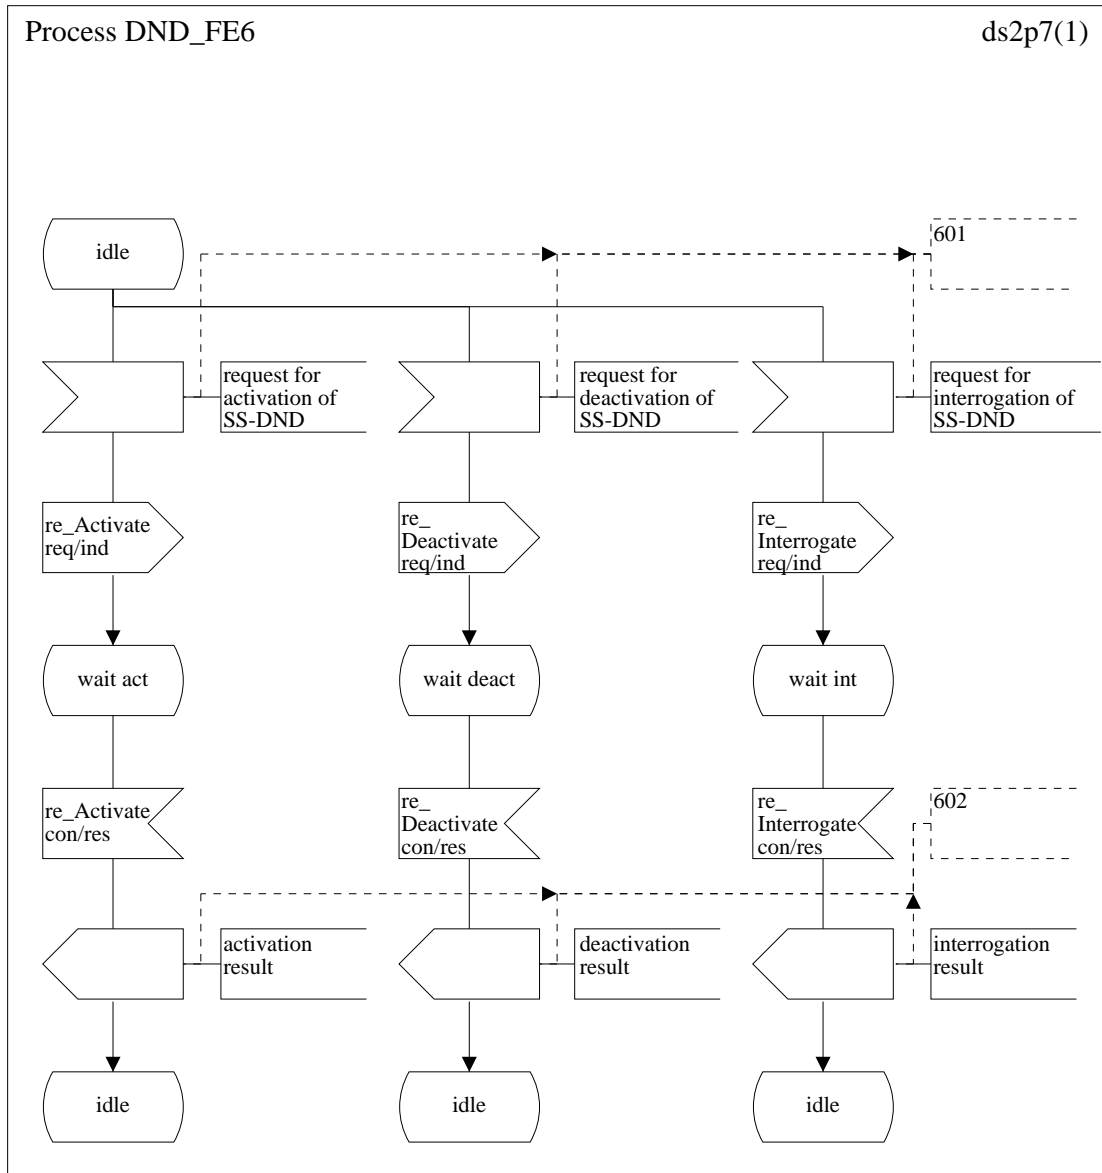 Process DND_FE6
ds2p7(1)
idle
601
request for
activation of
SS-DND
request for
deactivation of
SS-DND
request for
interrogation of
SS-DND
re_Activate
req/ind
re_
Deactivate
req/ind
re_
Interrogate
req/ind
wait act
wait deact
wait int
re_Activate
con/res
re_
Deactivate
con/res
re_
Interrogate
con/res
602
activation
result
deactivation
result
interrogation
result
idle
idle
idle